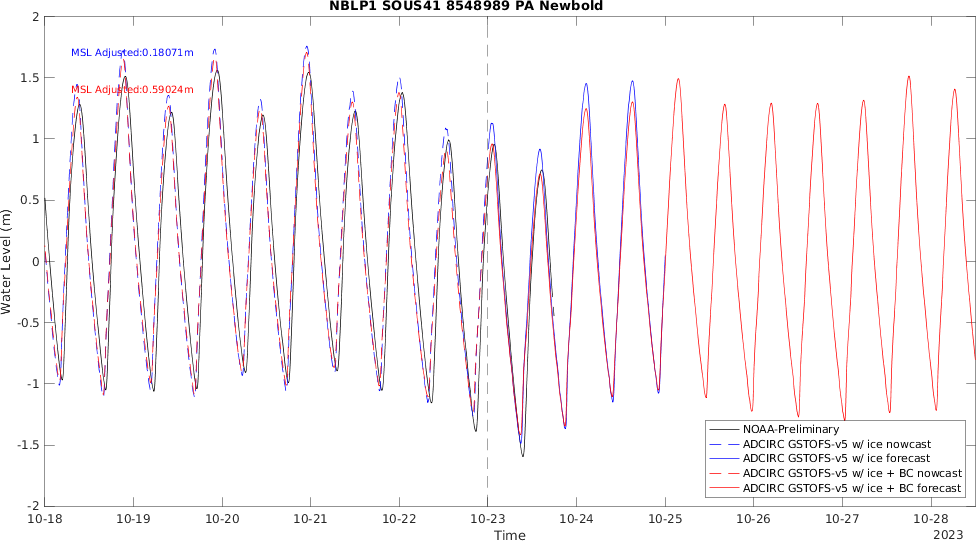 NBLP1 SOUS41 8548989 PA Newbold
2
1.5
1
0.5
0
-0.5
-1
-1.5
-2
Water Level (m)
MSL Adjusted:0.18071m
MSL Adjusted:0.59024m
NOAA-Preliminary
ADCIRC GSTOFS-v5 w/ ice nowcast
ADCIRC GSTOFS-v5 w/ ice forecast
ADCIRC GSTOFS-v5 w/ ice + BC nowcast
ADCIRC GSTOFS-v5 w/ ice + BC forecast
10-18 10-19 10-20 10-21 10-22 10-23 10-24 10-25 10-26 10-27 10-28
2023
Time